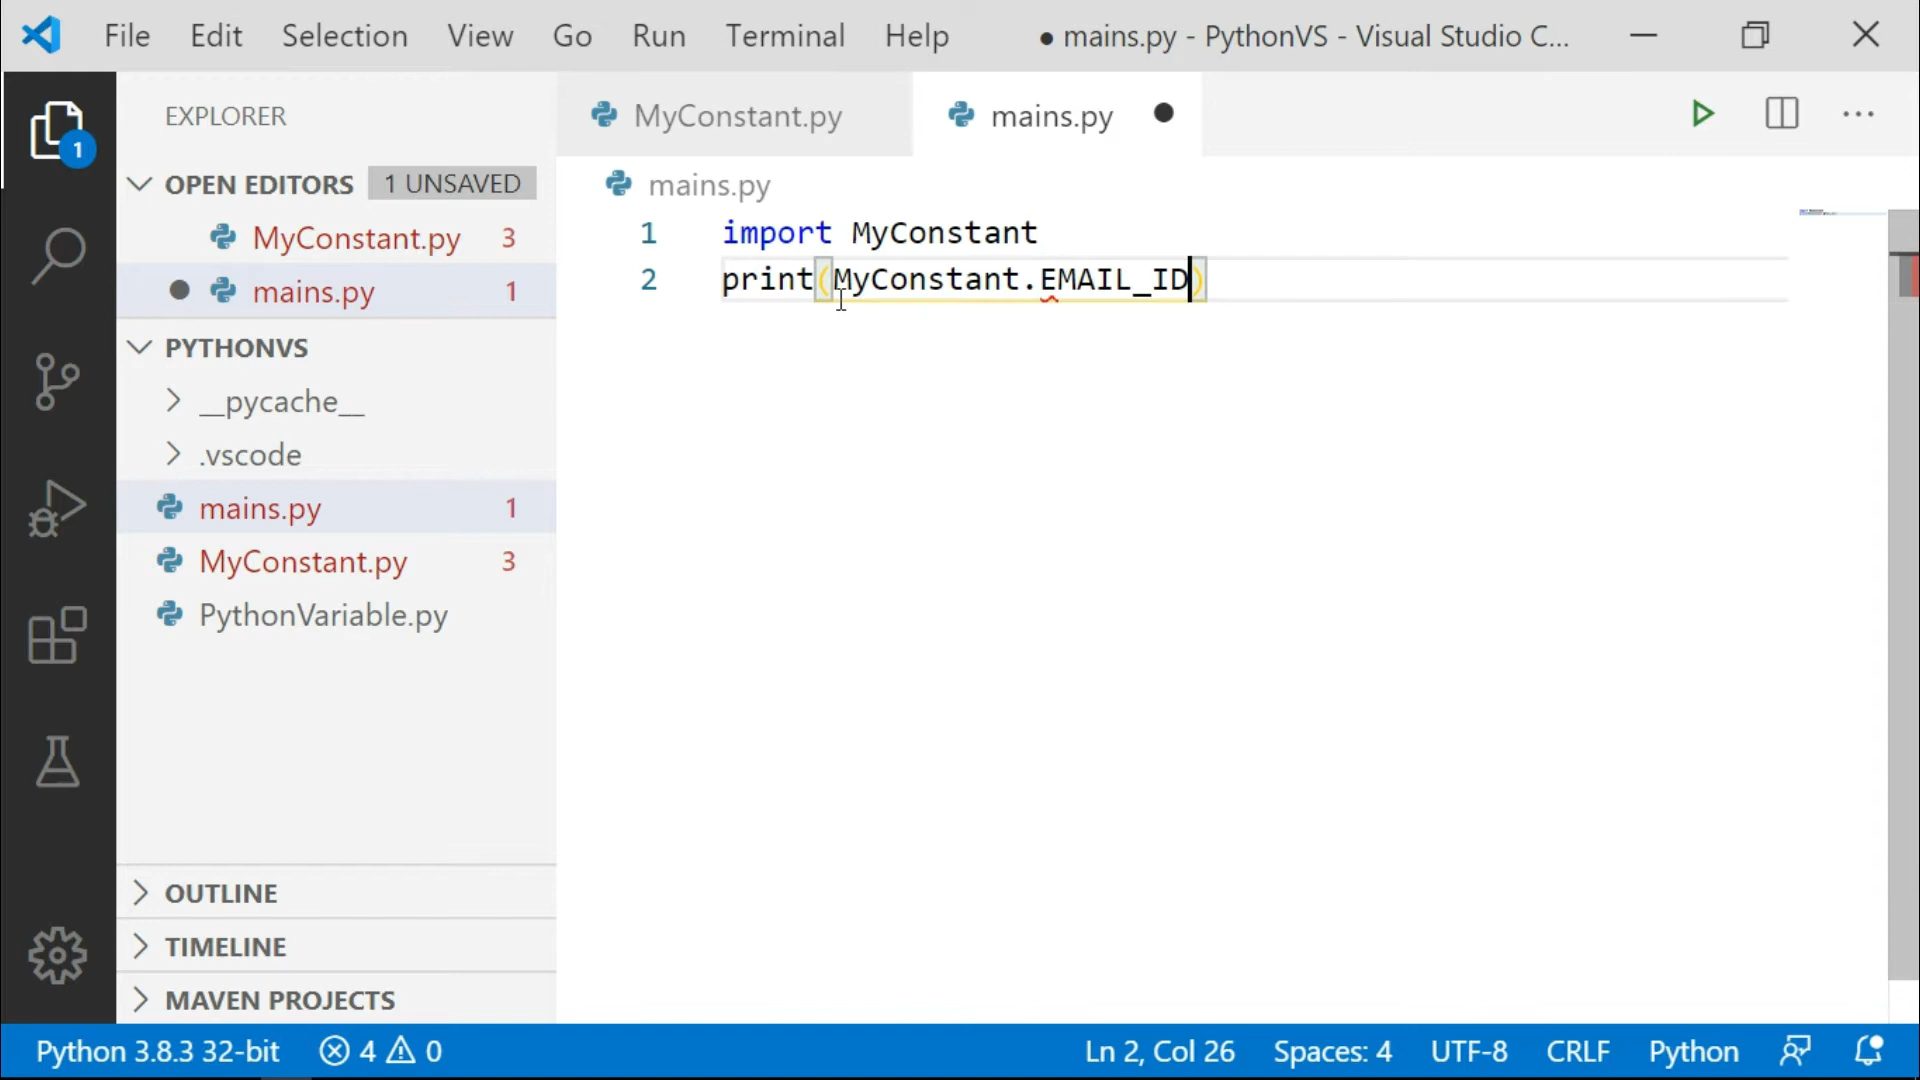 File Edit Selection View Go Run Terminal Help ● mains.py - PythonVS - Visual Studio C...
EXPLORER
1
OPEN EDITORS 1 UNSAVED
MyConstant.py 3
● mains.py 1
PYTHONVS
__pycache__
.vscode
mains.py 1
MyConstant.py 3
PythonVariable.py
OUTLINE
TIMELINE
MAVEN PROJECTS
MyConstant.py mains.py ●
mains.py
1 import MyConstant
2 print(MyConstant.EMAIL_ID)
Python 3.8.3 32-bit 4 0 Ln 2, Col 26 Spaces: 4 UTF-8 CRLF Python